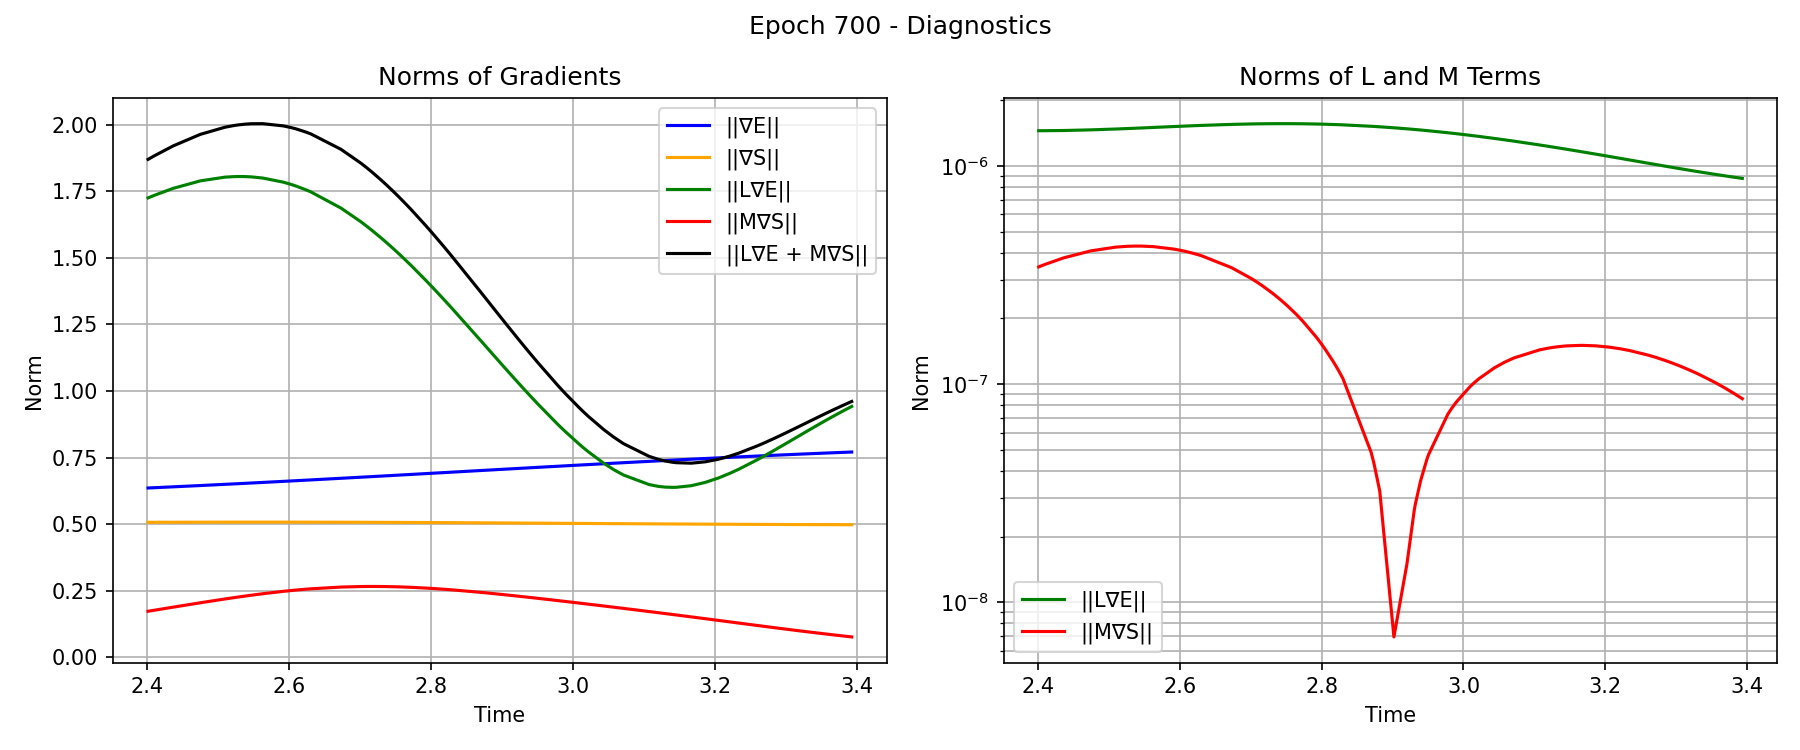 Epoch 700 - Diagnostics
Norms of Gradients
Norm
2.00
1.75
1.50
1.25
1.00
0.75
0.50
0.25
0.00
||∇E||
||∇S||
||L∇E||
||M∇S||
||L∇E + M∇S||
2.4 2.6 2.8 3.0 3.2 3.4
Time
Norms of L and M Terms
Norm
10⁻⁶
10⁻⁷
10⁻⁸
||L∇E||
||M∇S||
2.4 2.6 2.8 3.0 3.2 3.4
Time